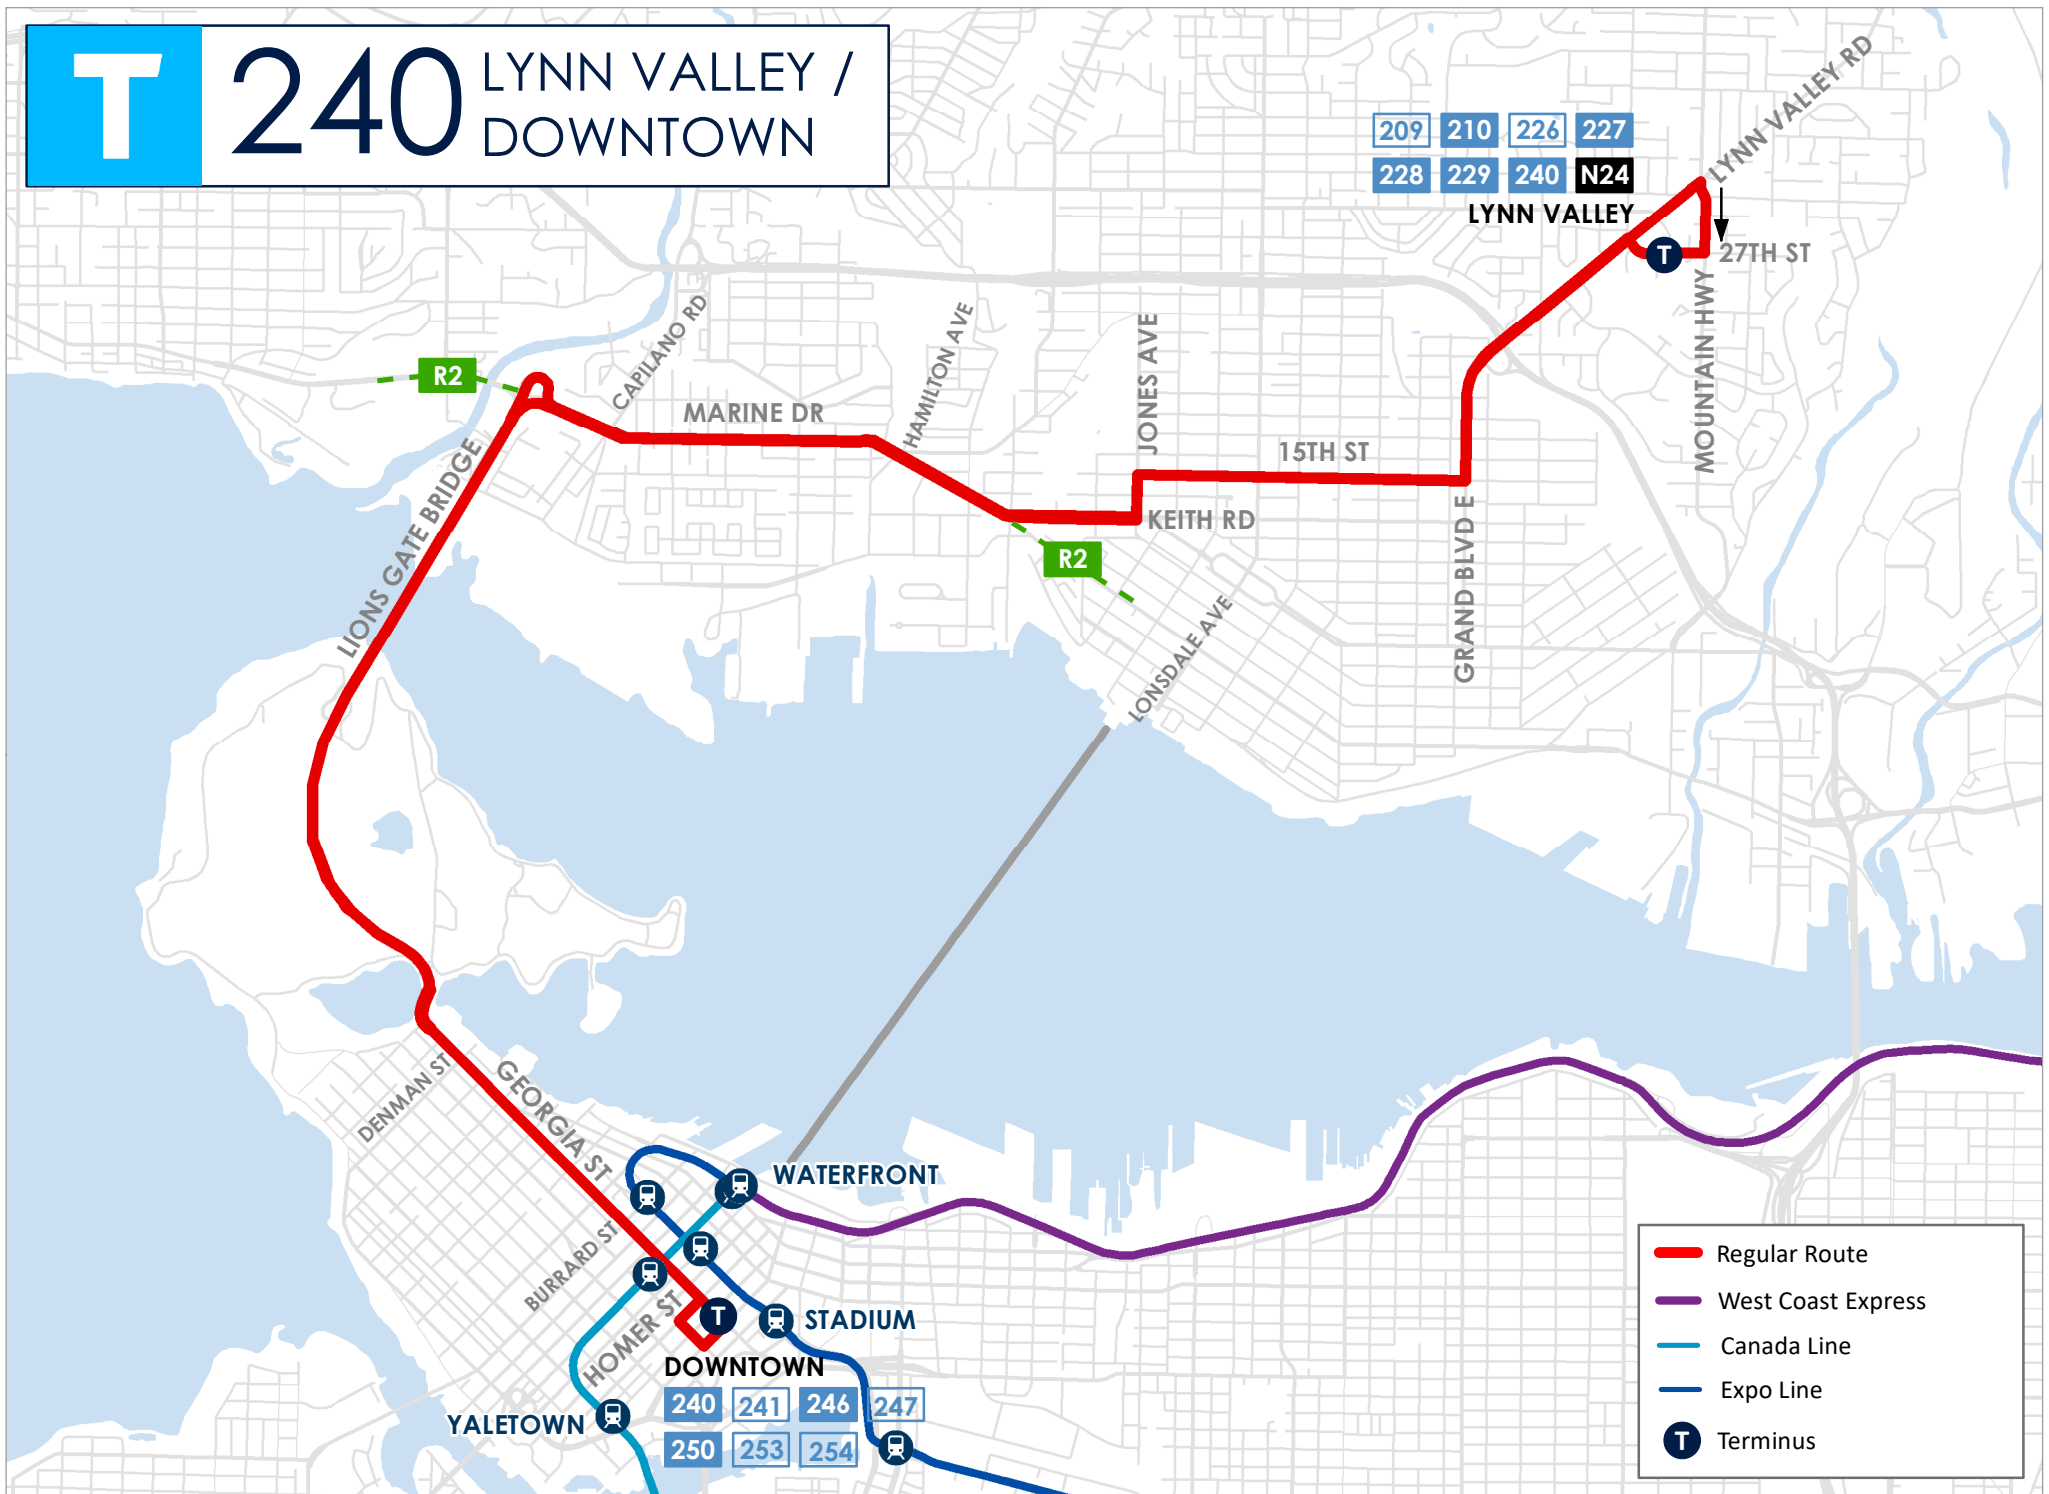 T 240 LYNN VALLEY /
DOWNTOWN
LYNN VALLEY RD
209 210 226 227
228 229 240 N24
LYNN VALLEY
T
27TH ST
MOUNTAIN HWY
CAPILANO RD
HAMILTON AVE
JONES AVE
R2
MARINE DR
15TH ST
LIONS GATE BRIDGE
KEITH RD
GRAND BLVD E
R2
LONSDALE AVE
DENMAN ST
GEORGIA ST
WATERFRONT
BURRARD ST
HOMER ST
T
STADIUM
DOWNTOWN
240 241 246 247
250 253 254
YALETOWN
Regular Route
West Coast Express
Canada Line
Expo Line
T Terminus